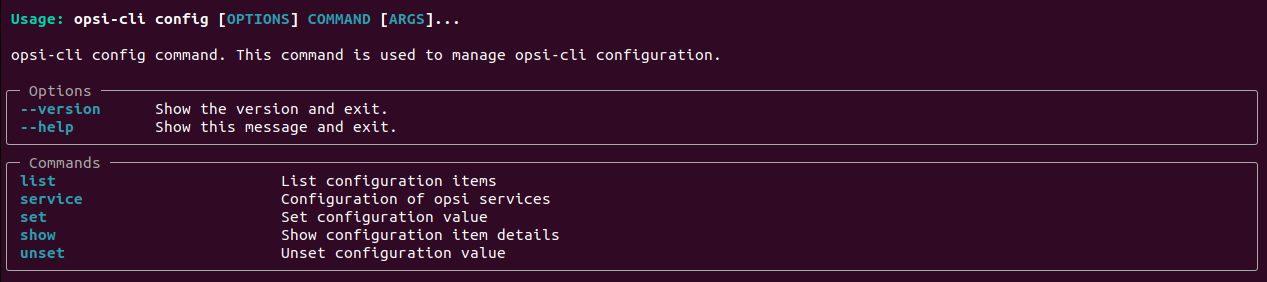 Usage: opsi-cli config [OPTIONS] COMMAND [ARGS]...
opsi-cli config command. This command is used to manage opsi-cli configuration.
Options
--version Show the version and exit.
--help Show this message and exit.
Commands
list List configuration items
service Configuration of opsi services
set Set configuration value
show Show configuration item details
unset Unset configuration value